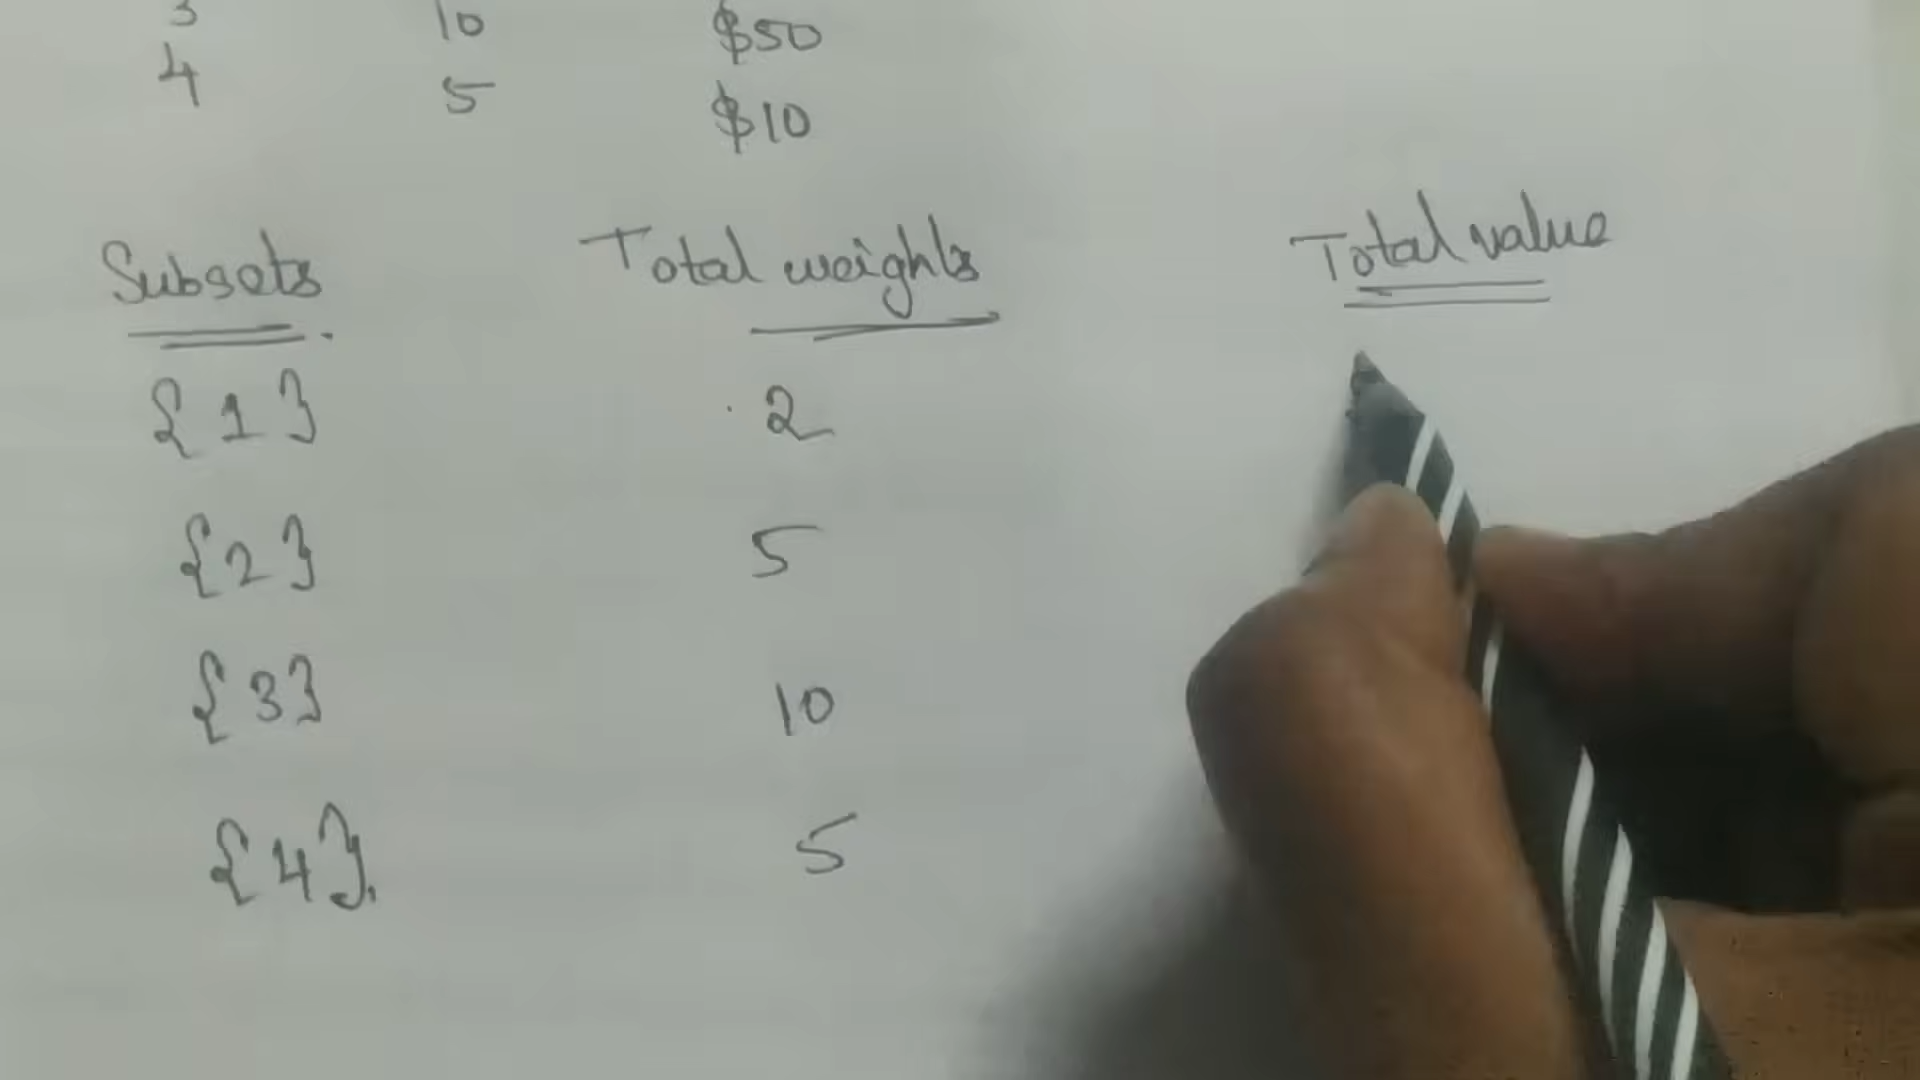 3 10 $50
4 5 $10
Subsets Total weights Total value
{1} 2
{2} 5
{3} 10
{4}. 5